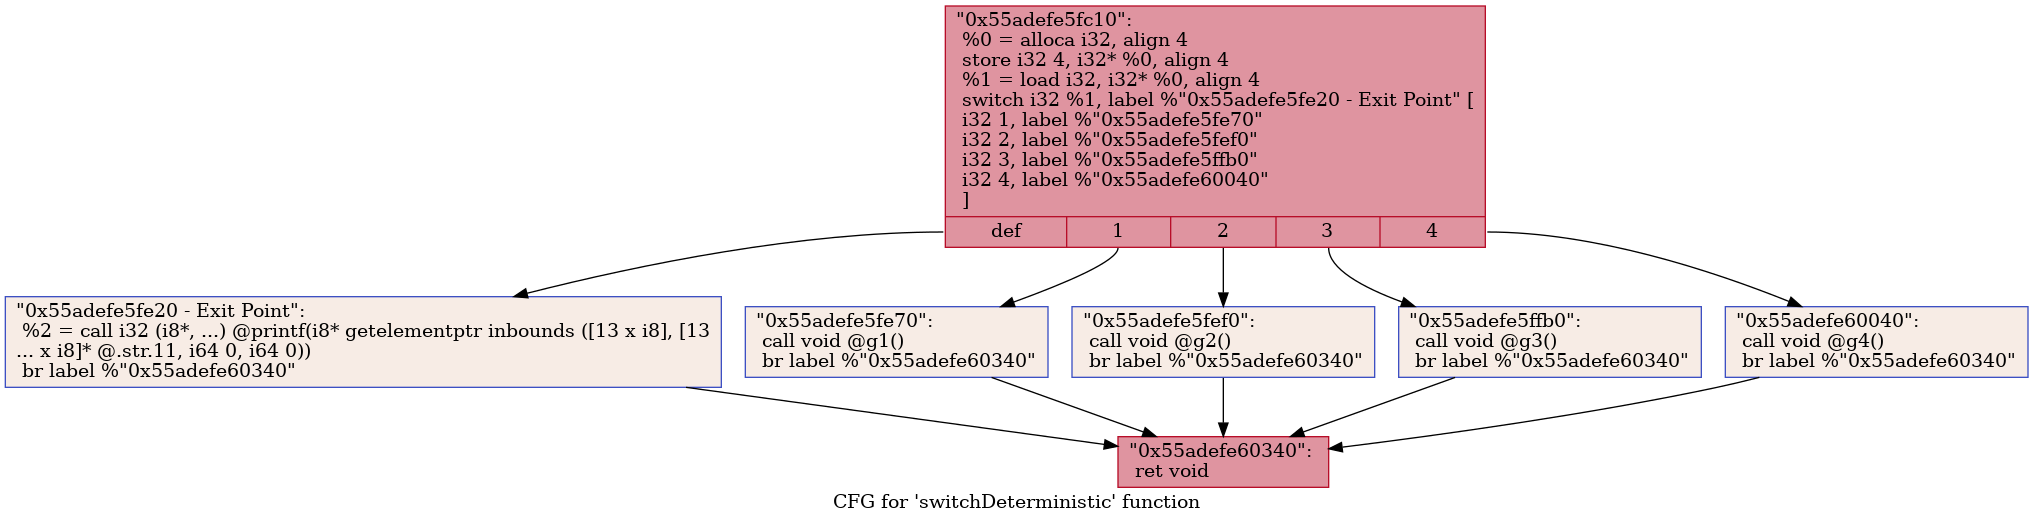 "0x55adefe5fc10":
%0 = alloca i32, align 4
store i32 4, i32* %0, align 4
%1 = load i32, i32* %0, align 4
switch i32 %1, label %"0x55adefe5fe20 - Exit Point" [
i32 1, label %"0x55adefe5fe70"
i32 2, label %"0x55adefe5fef0"
i32 3, label %"0x55adefe5ffb0"
i32 4, label %"0x55adefe60040"
]
def 1 2 3 4
"0x55adefe5fe20 - Exit Point":
%2 = call i32 (i8*, ...) @printf(i8* getelementptr inbounds ([13 x i8], [13
... x i8]* @.str.11, i64 0, i64 0))
br label %"0x55adefe60340"
"0x55adefe5fe70":
call void @g1()
br label %"0x55adefe60340"
"0x55adefe5fef0":
call void @g2()
br label %"0x55adefe60340"
"0x55adefe5ffb0":
call void @g3()
br label %"0x55adefe60340"
"0x55adefe60040":
call void @g4()
br label %"0x55adefe60340"
"0x55adefe60340":
ret void
CFG for 'switchDeterministic' function